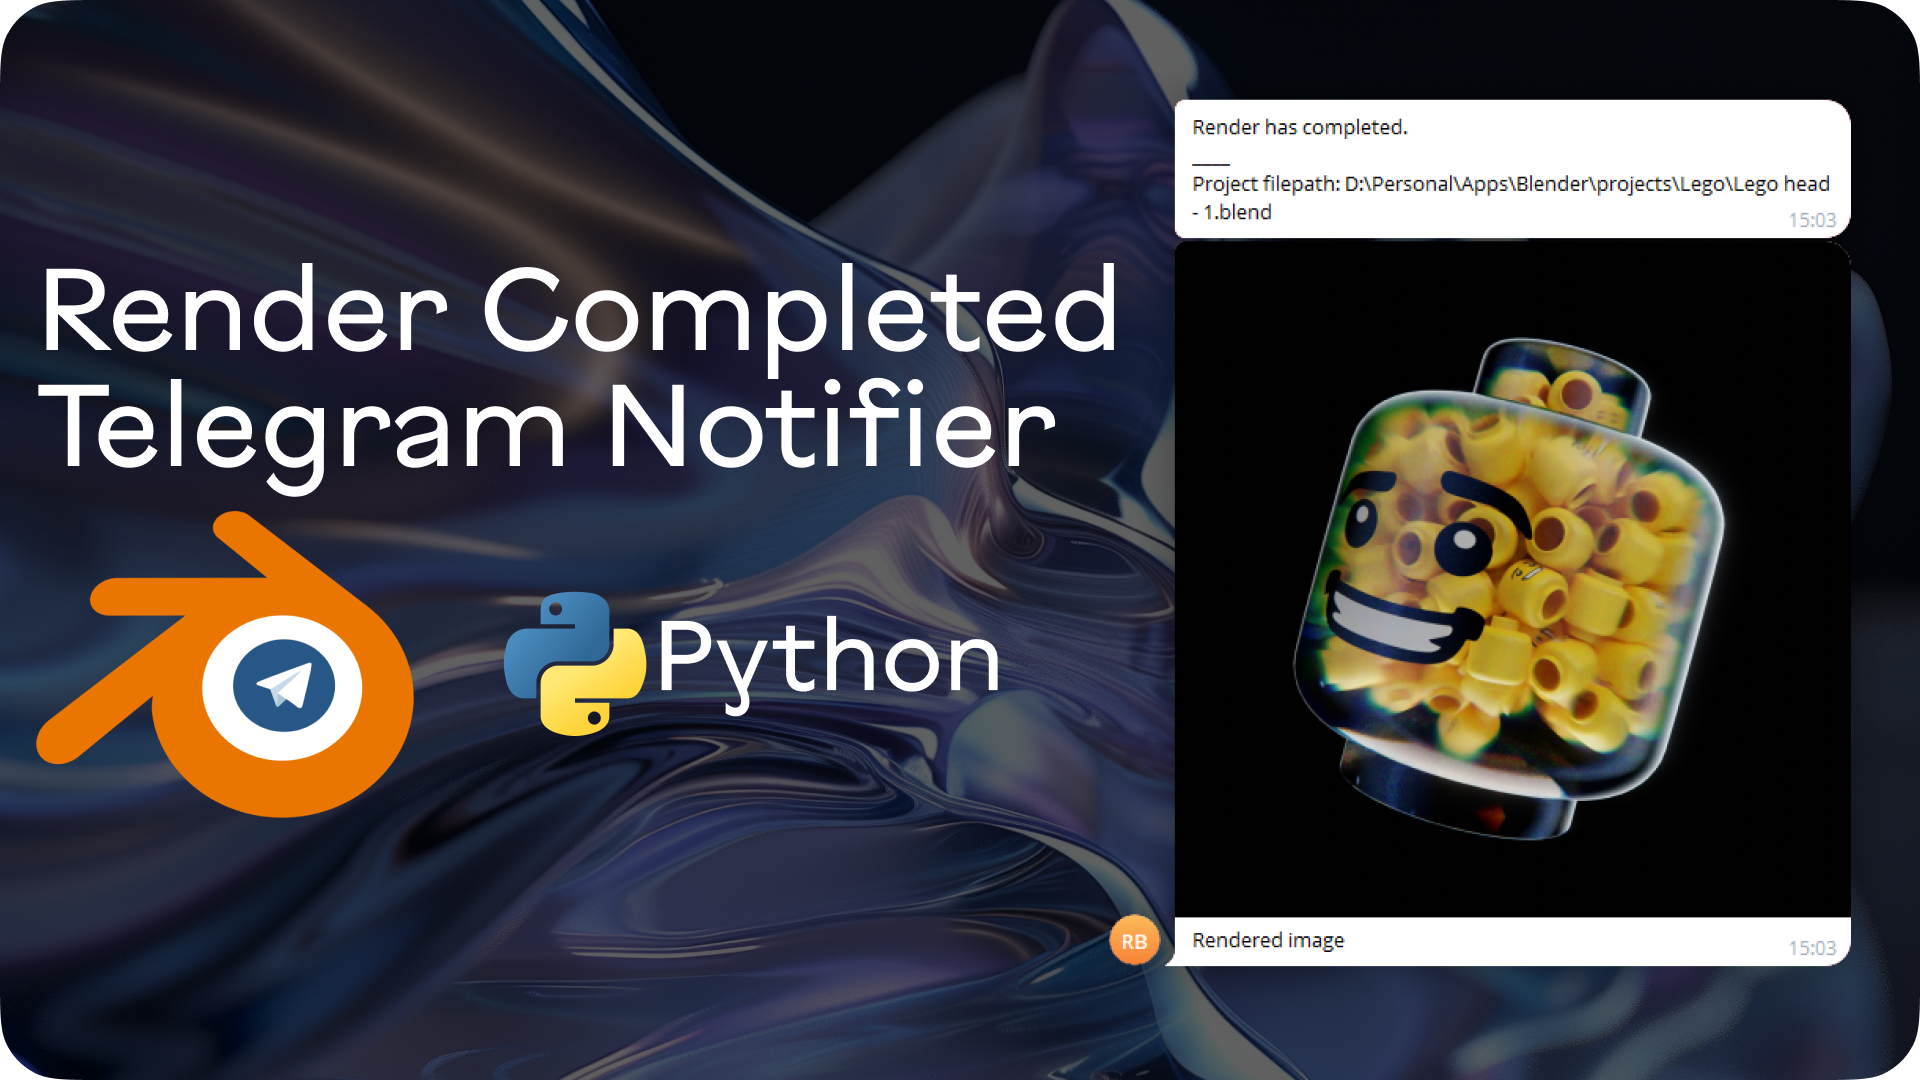 Render Completed
Telegram Notifier
Python
Render has completed.
____
Project filepath: D:\Personal\Apps\Blender\projects\Lego\Lego head
- 1.blend
15:03
RB
Rendered image
15:03